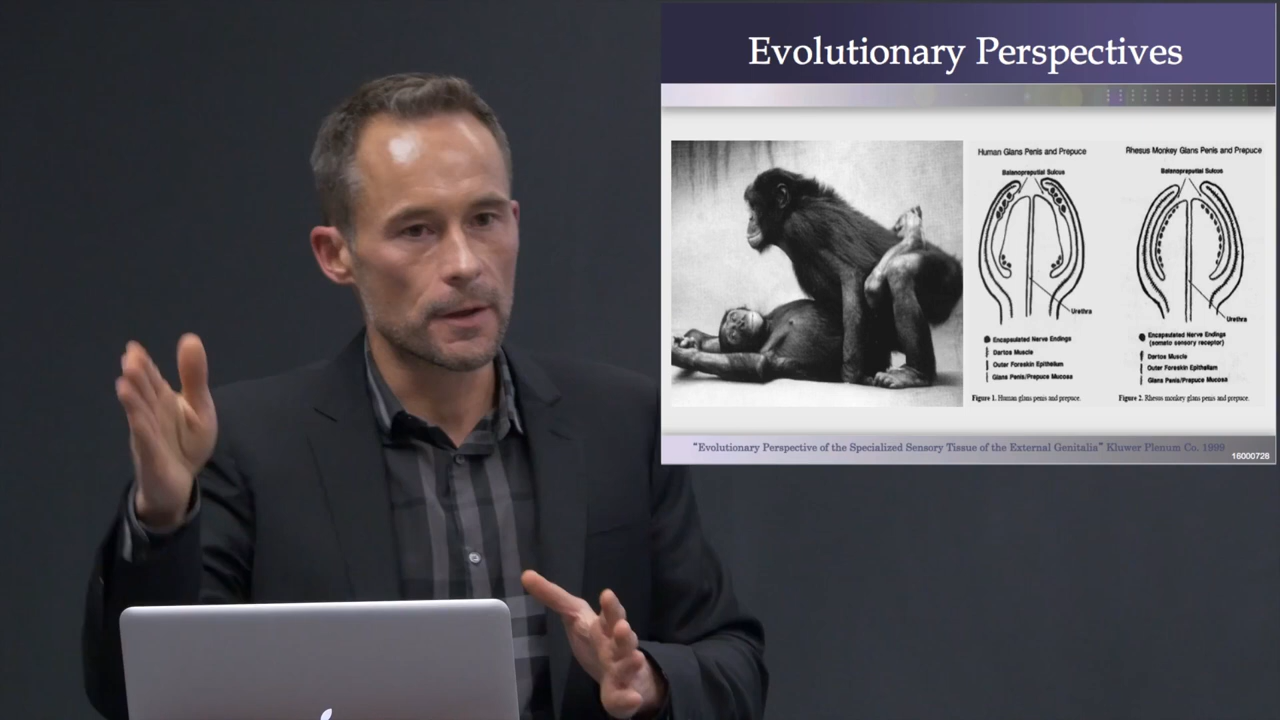 Evolutionary Perspectives
Human Glans Penis and Prepuce
Balanopreputial Sulcus
Urethra
Encapsulated Nerve Endings
Dartos Muscle
Outer Foreskin Epithelium
Glans Penis/Prepuce Mucosa
Figure 1. Human glans penis and prepuce.
Rhesus Monkey Glans Penis and Prepuce
Balanopreputial Sulcus
Urethra
Encapsulated Nerve Endings
(somato sensory receptor)
Dartos Muscle
Outer Foreskin Epithelium
Glans Penis/Prepuce Mucosa
Figure 2. Rhesus monkey glans penis and prepuce.
"Evolutionary Perspective of the Specialized Sensory Tissue of the External Genitalia" Kluwer Plenum Co. 1999
16000726